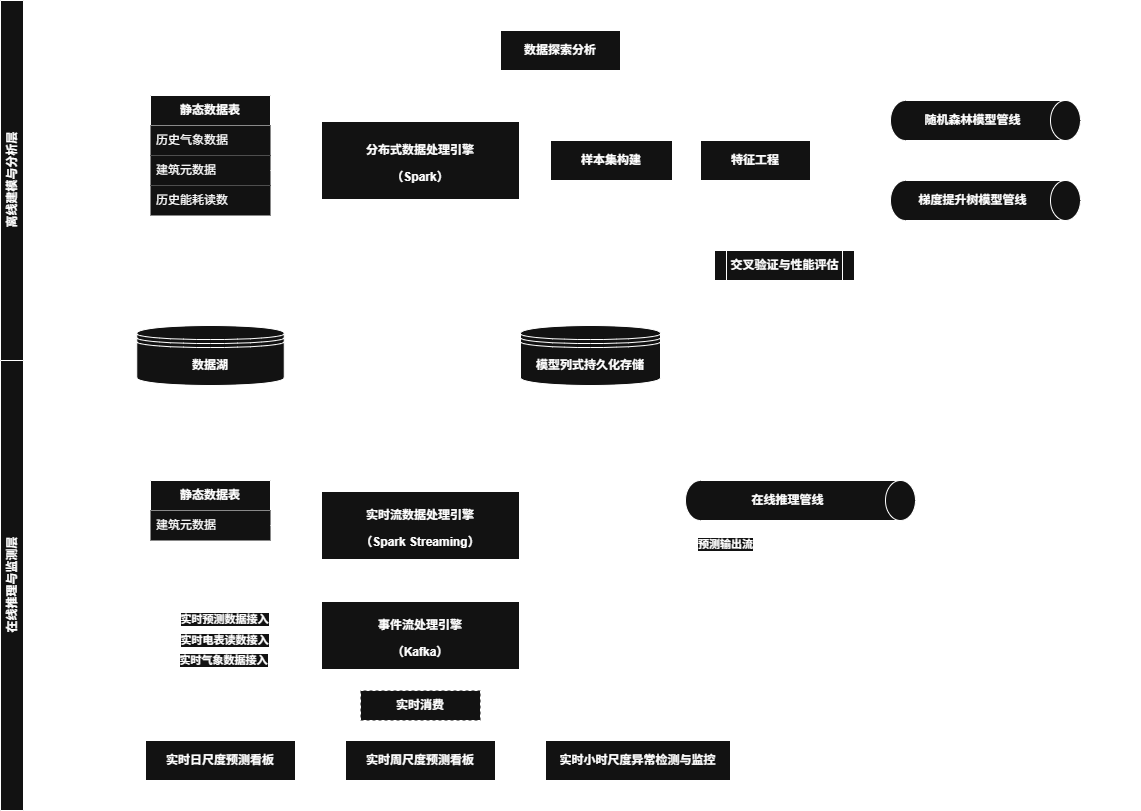 离线建模与分析层
数据探索分析
静态数据表
历史气象数据
建筑元数据
历史能耗读数
分布式数据处理引擎
（Spark）
样本集构建
特征工程
随机森林模型管线
梯度提升树模型管线
交叉验证与性能评估
数据湖
模型列式持久化存储
在线推理与监测层
静态数据表
建筑元数据
实时流数据处理引擎
（Spark Streaming）
在线推理管线
预测输出流
实时预测数据接入
实时电表读数接入
实时气象数据接入
事件流处理引擎
（Kafka）
实时消费
实时日尺度预测看板
实时周尺度预测看板
实时小时尺度异常检测与监控